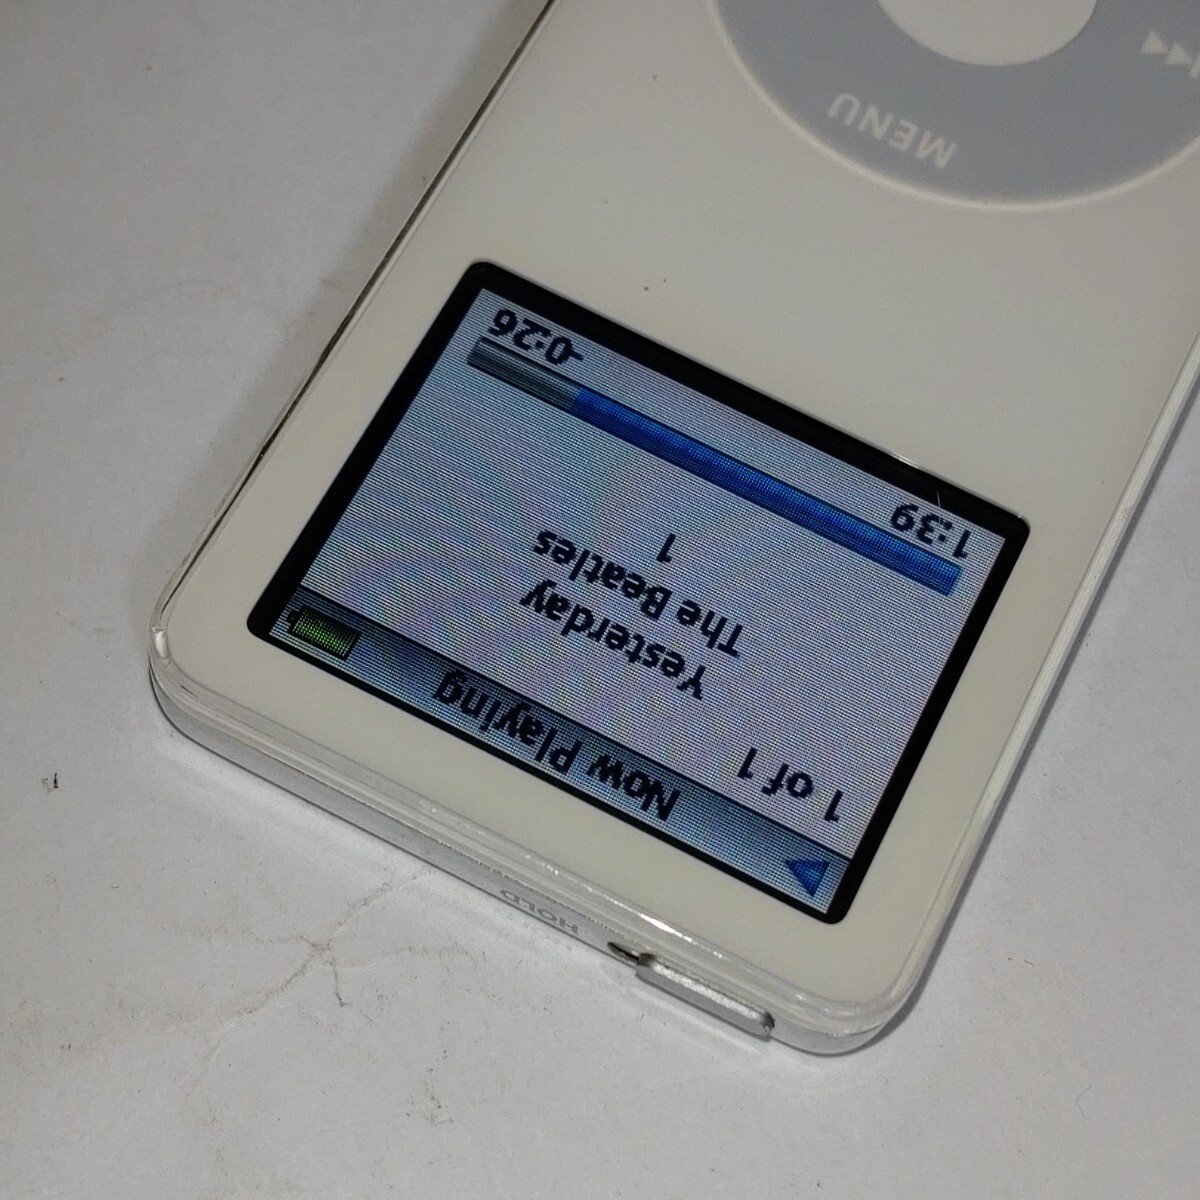 HOLD
Now Playing
1 of 1
Yesterday
The Beatles
1
1:39 -0:26
MENU